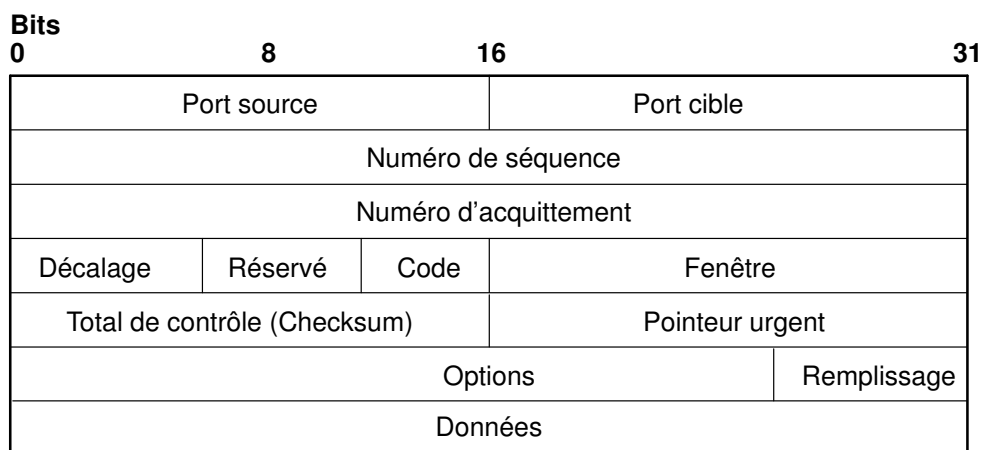 Bits
0 8 16 31
Port source Port cible
Numéro de séquence
Numéro d'acquittement
Décalage Réservé Code Fenêtre
Total de contrôle (Checksum) Pointeur urgent
Options Remplissage
Données